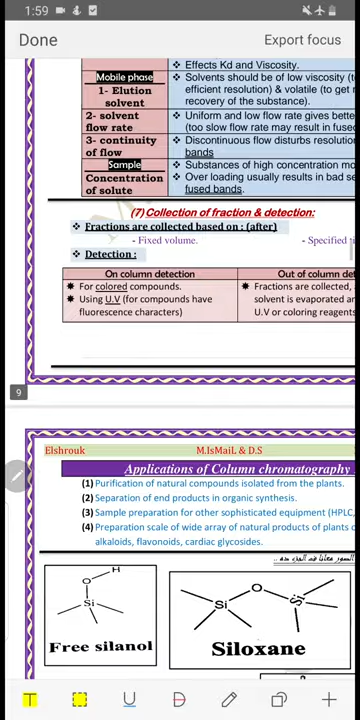 1:59
Done
Export focus
Effects Kd and Viscosity.
Mobile phase
1- Elution
solvent
Solvents should be of low viscosity (t
efficient resolution) & volatile (to get
recovery of the substance).
2- solvent
flow rate
Uniform and low flow rate gives bette
(too slow flow rate may result in fused
3- continuity
of flow
Discontinuous flow disturbs resolution
bands
Sample
Concentration
of solute
Substances of high concentration mo
Over loading usually results in bad se
fused bands.
(7) Collection of fraction & detection:
Fractions are collected based on : (after)
- Fixed volume.
- Specified
Detection :
On column detection
Out of column de
For colored compounds.
Using U.V (for compounds have
fluorescence characters)
Fractions are collected,
solvent is evaporated an
U.V or coloring reagents
9
Elshrouk
M.IsMaiL & D.S
Applications of Column chromatography
(1) Purification of natural compounds isolated from the plants.
(2) Separation of end products in organic synthesis.
(3) Sample preparation for other sophisticated equipment (HPLC,
(4) Preparation scale of wide array of natural products of plants o
alkaloids, flavonoids, cardiac glycosides.
H
O
Si
Free silanol
O
Si
Si
Siloxane
T
U
D